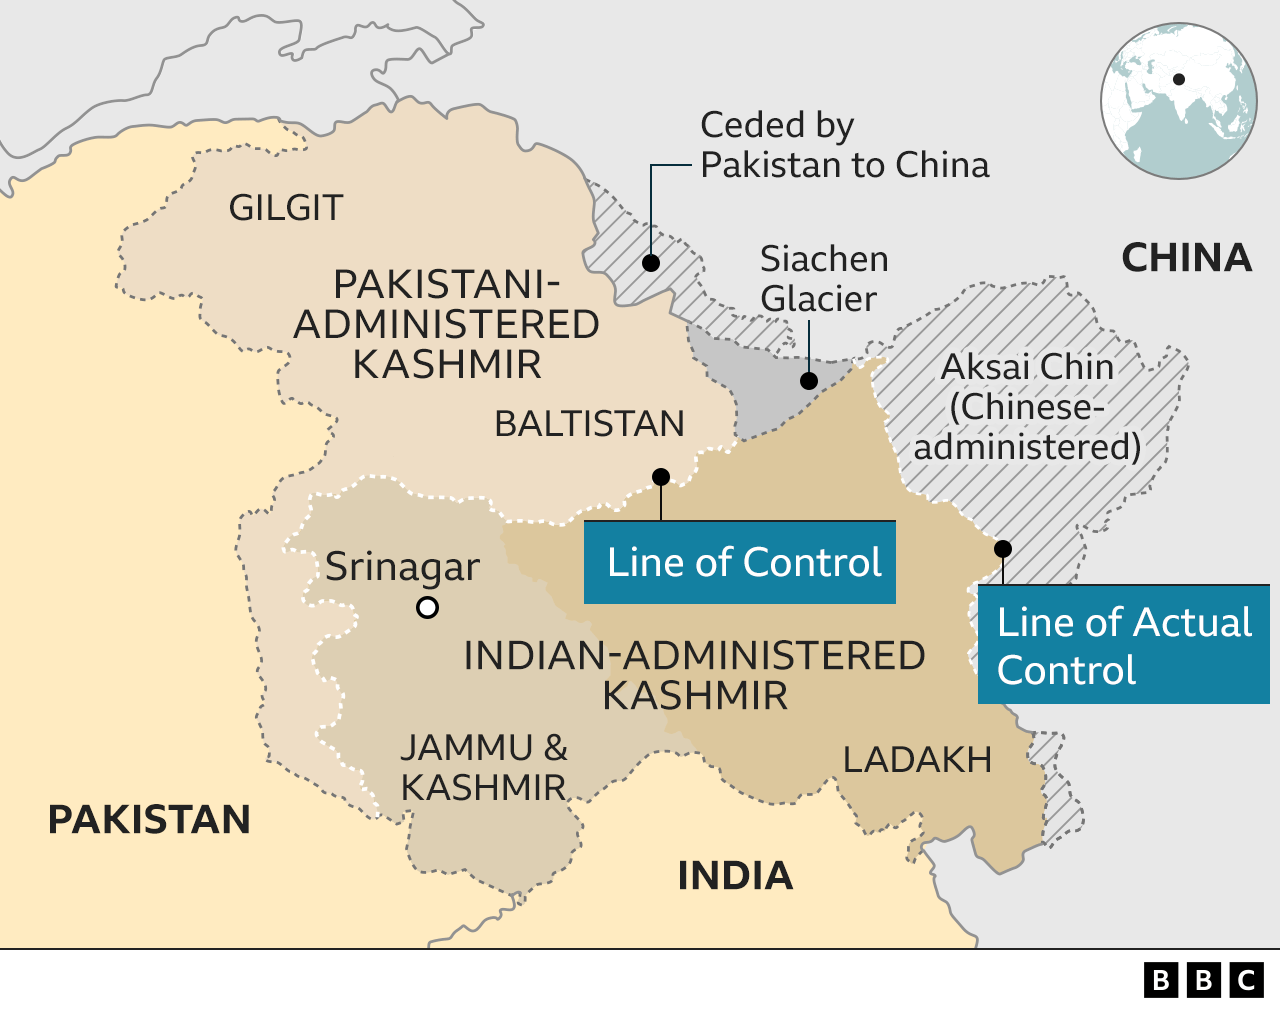 Ceded by
Pakistan to China
GILGIT
CHINA
Siachen
Glacier
PAKISTANI-
ADMINISTERED
KASHMIR
Aksai Chin
(Chinese-
administered)
BALTISTAN
Line of Control
Srinagar
Line of Actual
Control
INDIAN-ADMINISTERED
KASHMIR
JAMMU &
KASHMIR
LADAKH
PAKISTAN
INDIA
BBC